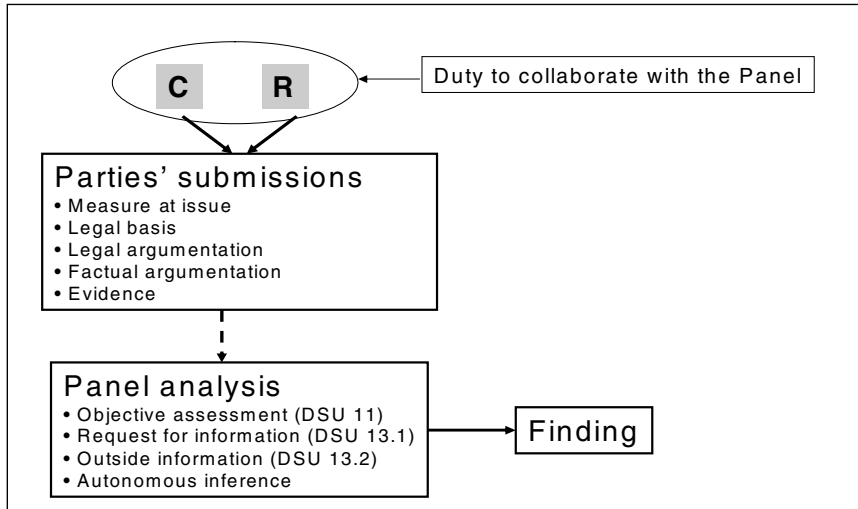 C R
Duty to collaborate with the Panel
Parties’ submissions
• Measure at issue
• Legal basis
• Legal argumentation
• Factual argumentation
• Evidence
Panel analysis
• Objective assessment (DSU 11)
• Request for information (DSU 13.1)
• Outside information (DSU 13.2)
• Autonomous inference
Finding